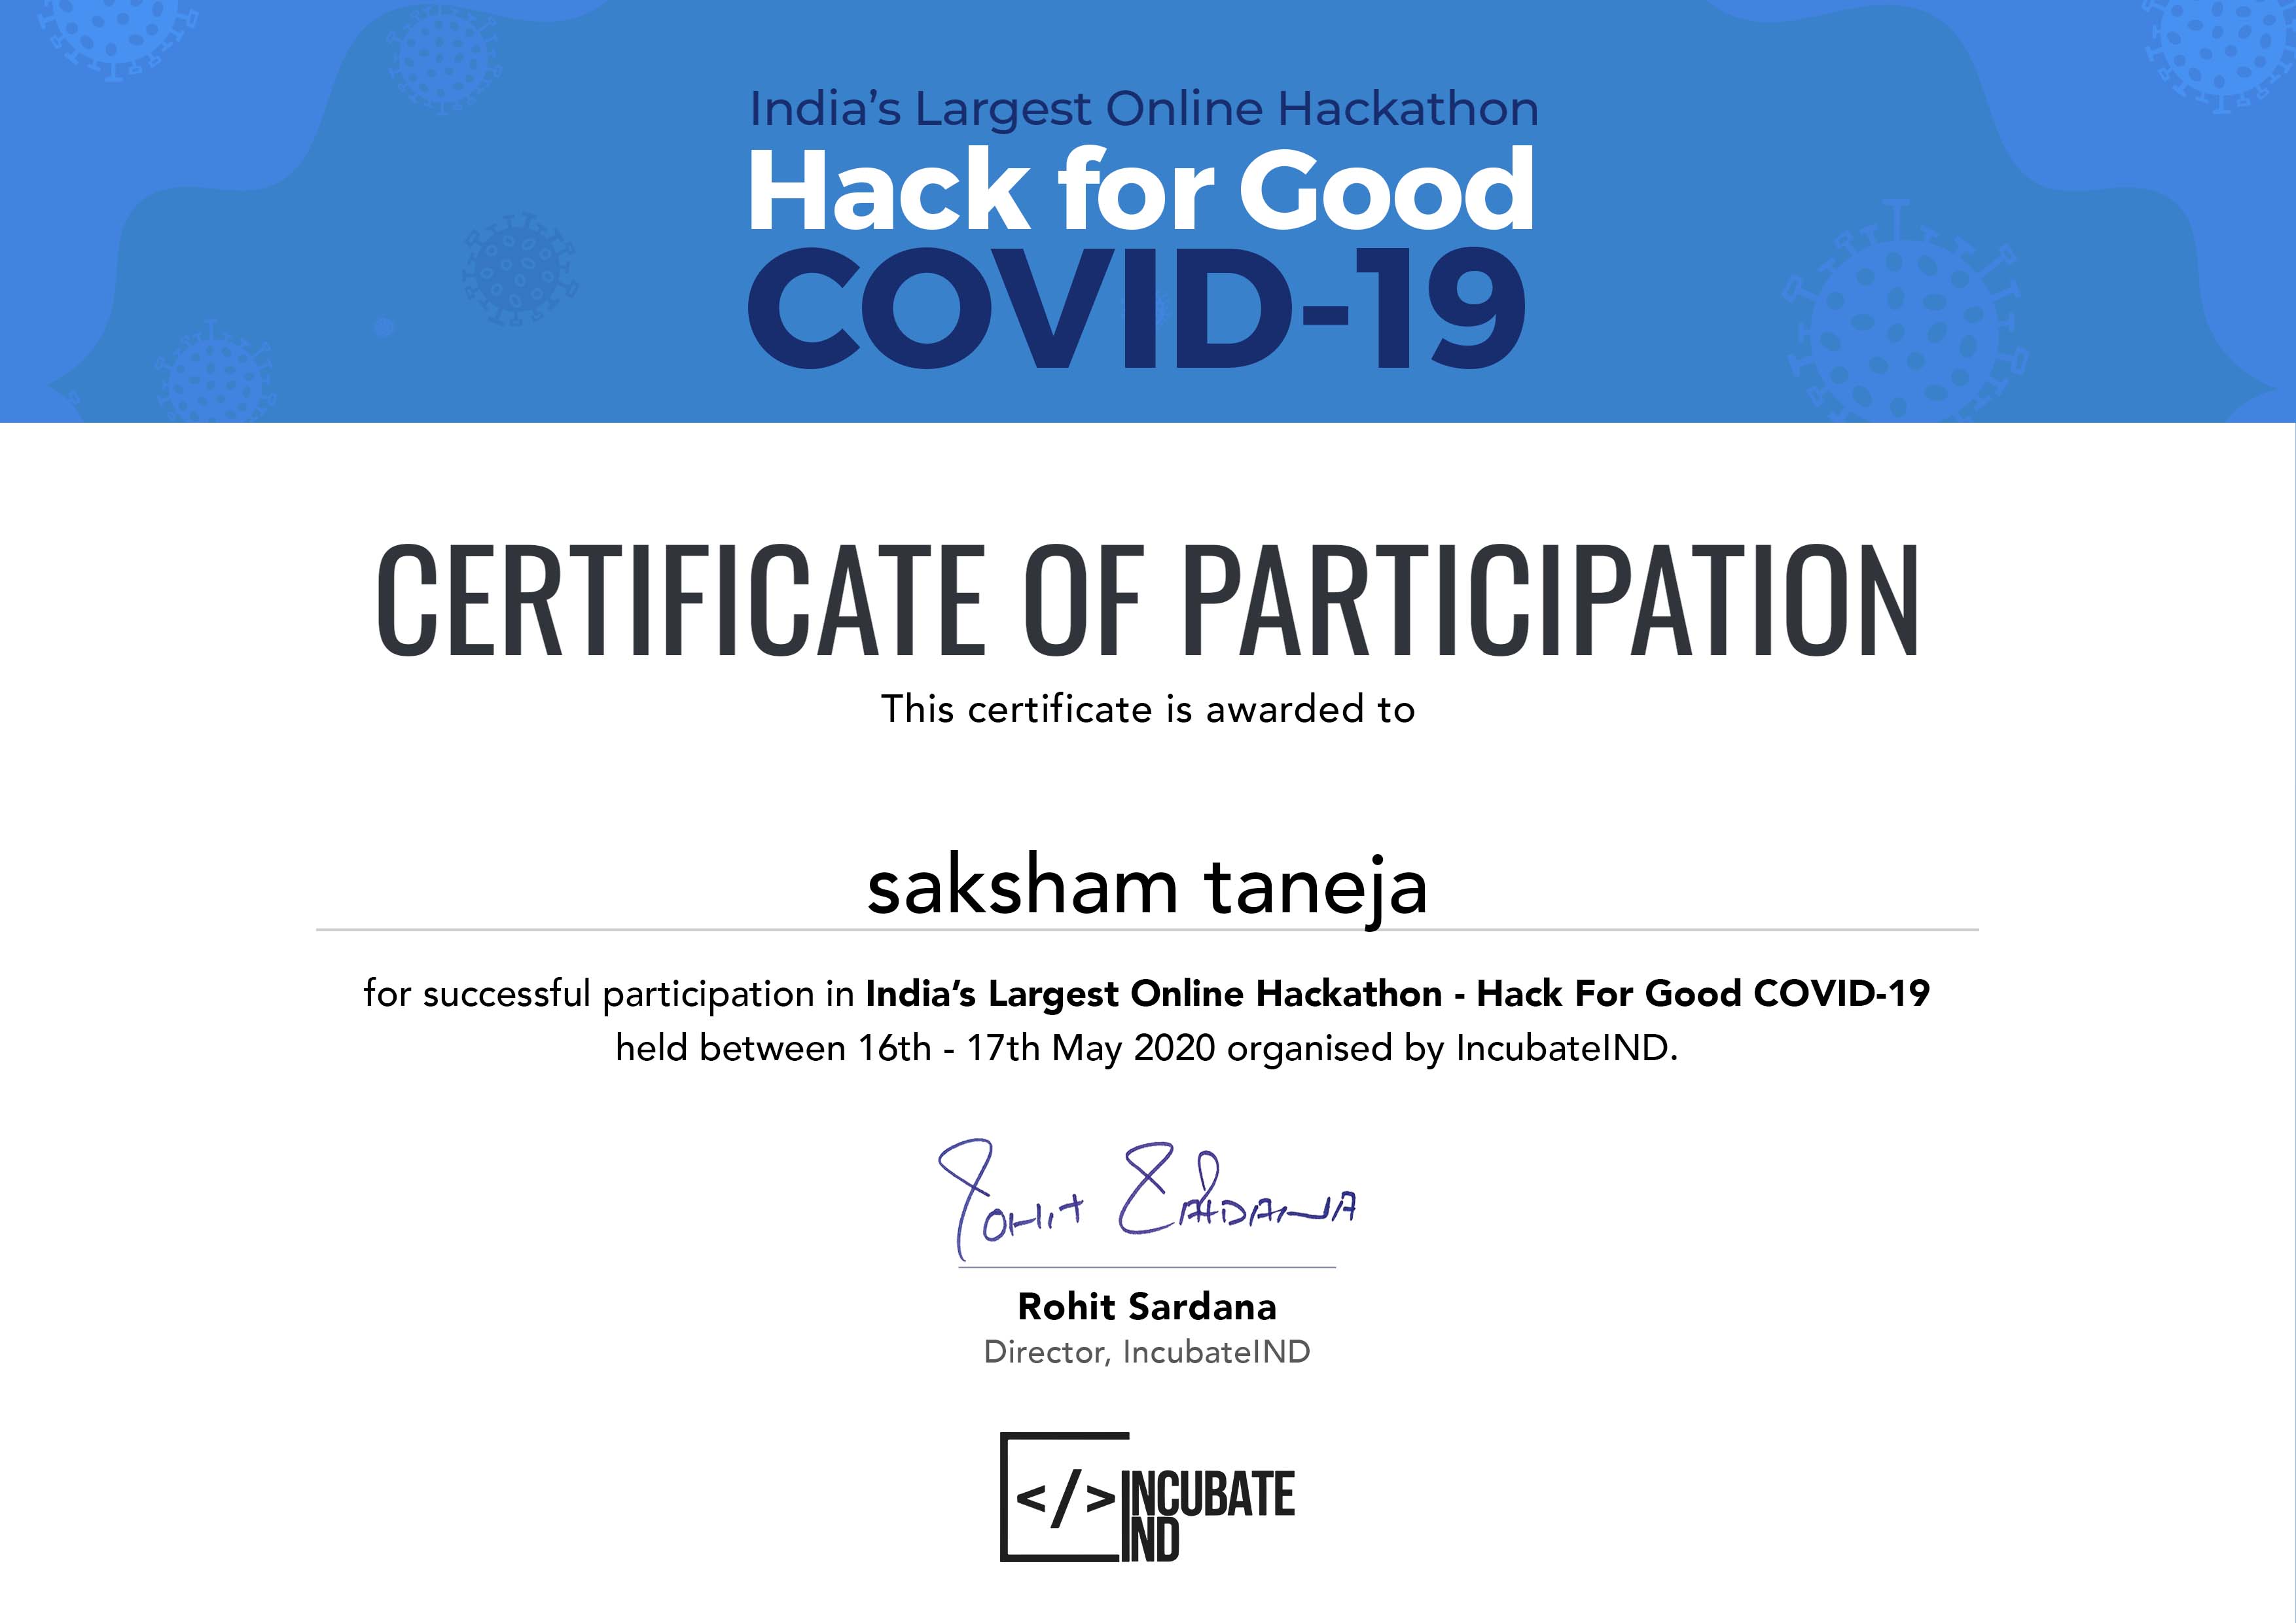 India’s Largest Online Hackathon
Hack for Good
COVID-19
CERTIFICATE OF PARTICIPATION
This certificate is awarded to
saksham taneja
for successful participation in India’s Largest Online Hackathon - Hack For Good COVID-19
held between 16th - 17th May 2020 organised by IncubateIND.
Rohit Sardana
Rohit Sardana
Director, IncubateIND
</> INCUBATE
IND